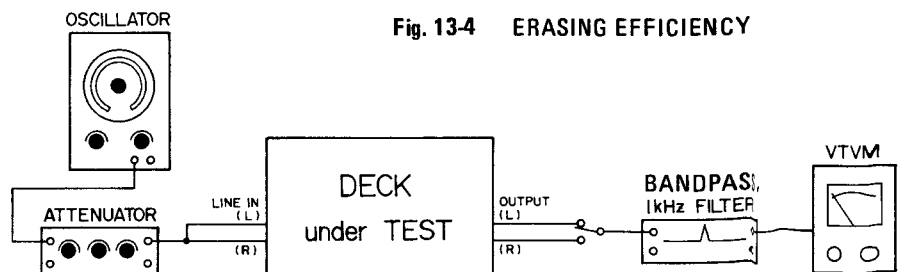 OSCILLATOR
Fig. 13-4 ERASING EFFICIENCY
ATTENUATOR
LINE IN
(L)
(R)
DECK
under TEST
OUTPUT
(L)
(R)
BANDPASS,
1kHz FILTER
VTVM